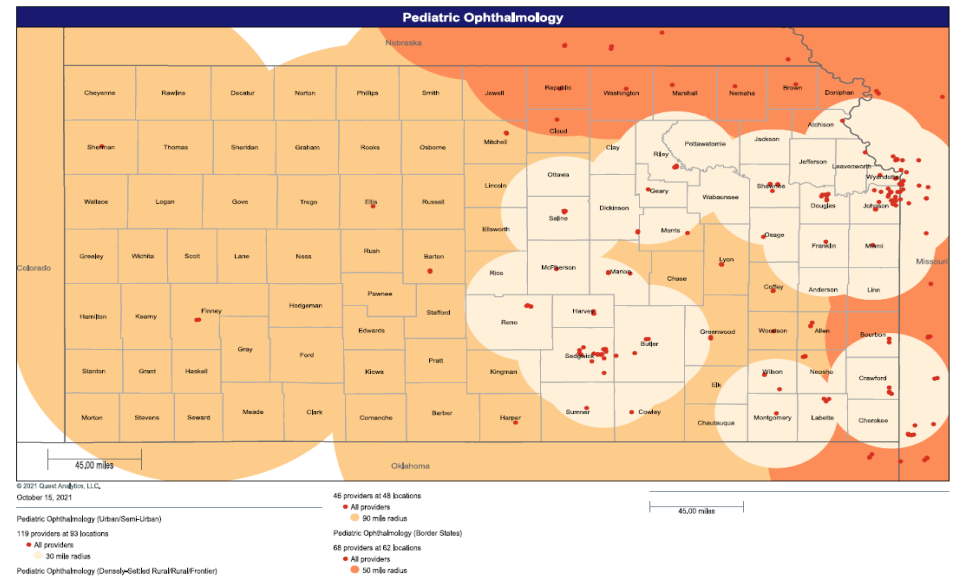 Pediatric Ophthalmology
Nebraska
Cheyenne Rawlins Decatur Norton Phillips Smith Jewell Republic Washington Marshall Nemaha Brown Doniphan
Atchison
Cloud
Sherman Thomas Sheridan Graham Rooks Osborne Mitchell Clay Riley Pottawatomie Jackson
Jefferson Leavenworth
Ottawa Wyandotte
Lincoln Geary Shawnee
Wallace Logan Gove Trego Ellis Russell Dickinson Wabaunsee Douglas Johnson
Saline
Ellsworth Morris Osage
Greeley Wichita Scott Lane Ness Rush Barton Franklin Miami
Colorado Missouri
Rice McPherson Marion Chase Lyon
Pawnee Coffey Anderson Linn
Hamilton Kearny Finney Hodgeman Stafford Reno Harvey
Edwards Greenwood Woodson Allen Bourbon
Gray Ford Sedgwick Butler
Pratt
Stanton Grant Haskell Kiowa Kingman Wilson Neosho Crawford
Elk
Morton Stevens Seward Meade Clark Comanche Barber Harper Sumner Cowley Chautauqua Montgomery Labette Cherokee
45,00 miles
Oklahoma
© 2021 Quest Analytics, LLC.
October 15, 2021
Pediatric Ophthalmology (Urban/Semi-Urban)
119 providers at 93 locations
All providers
30 mile radius
Pediatric Ophthalmology (Densely-Settled Rural/Rural/Frontier)
46 providers at 48 locations
All providers
90 mile radius
Pediatric Ophthalmology (Border States)
68 providers at 62 locations
All providers
50 mile radius
45,00 miles